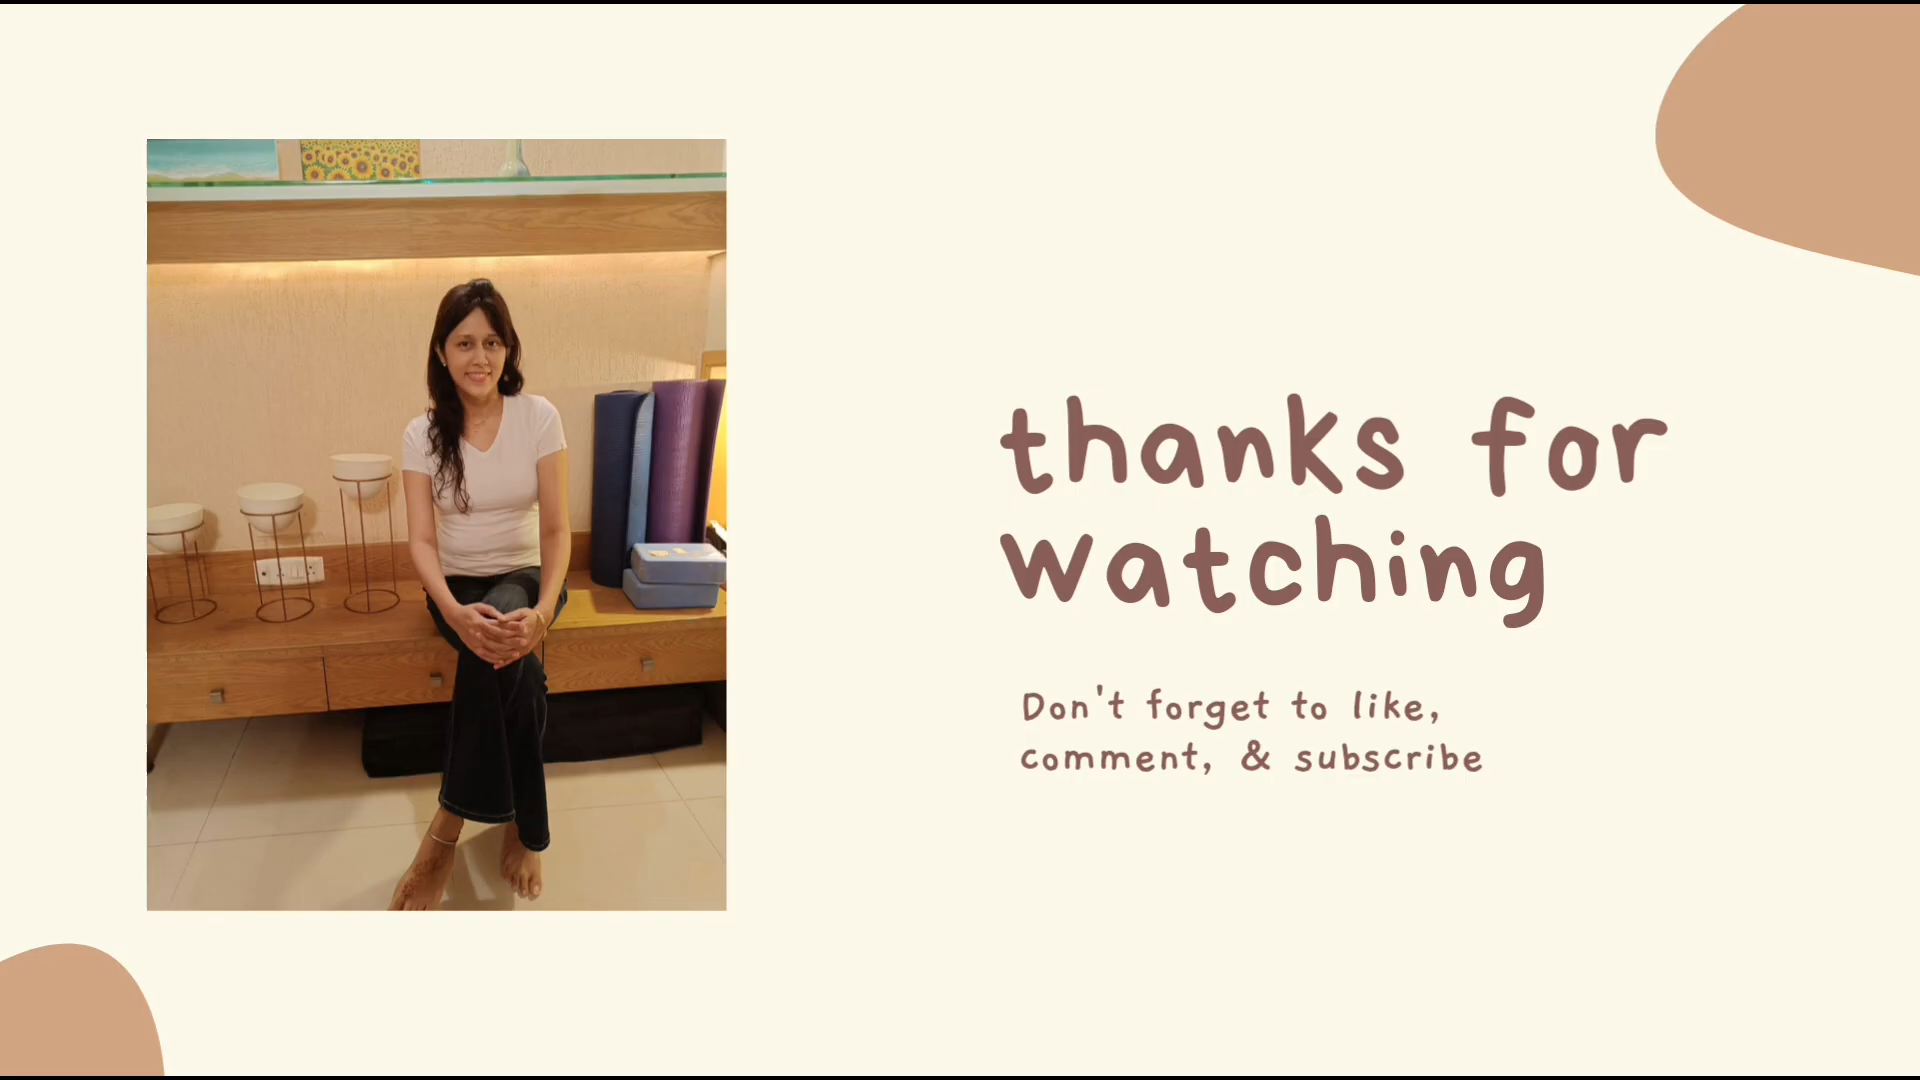 thanks for
watching
Don't forget to like,
comment, & subscribe